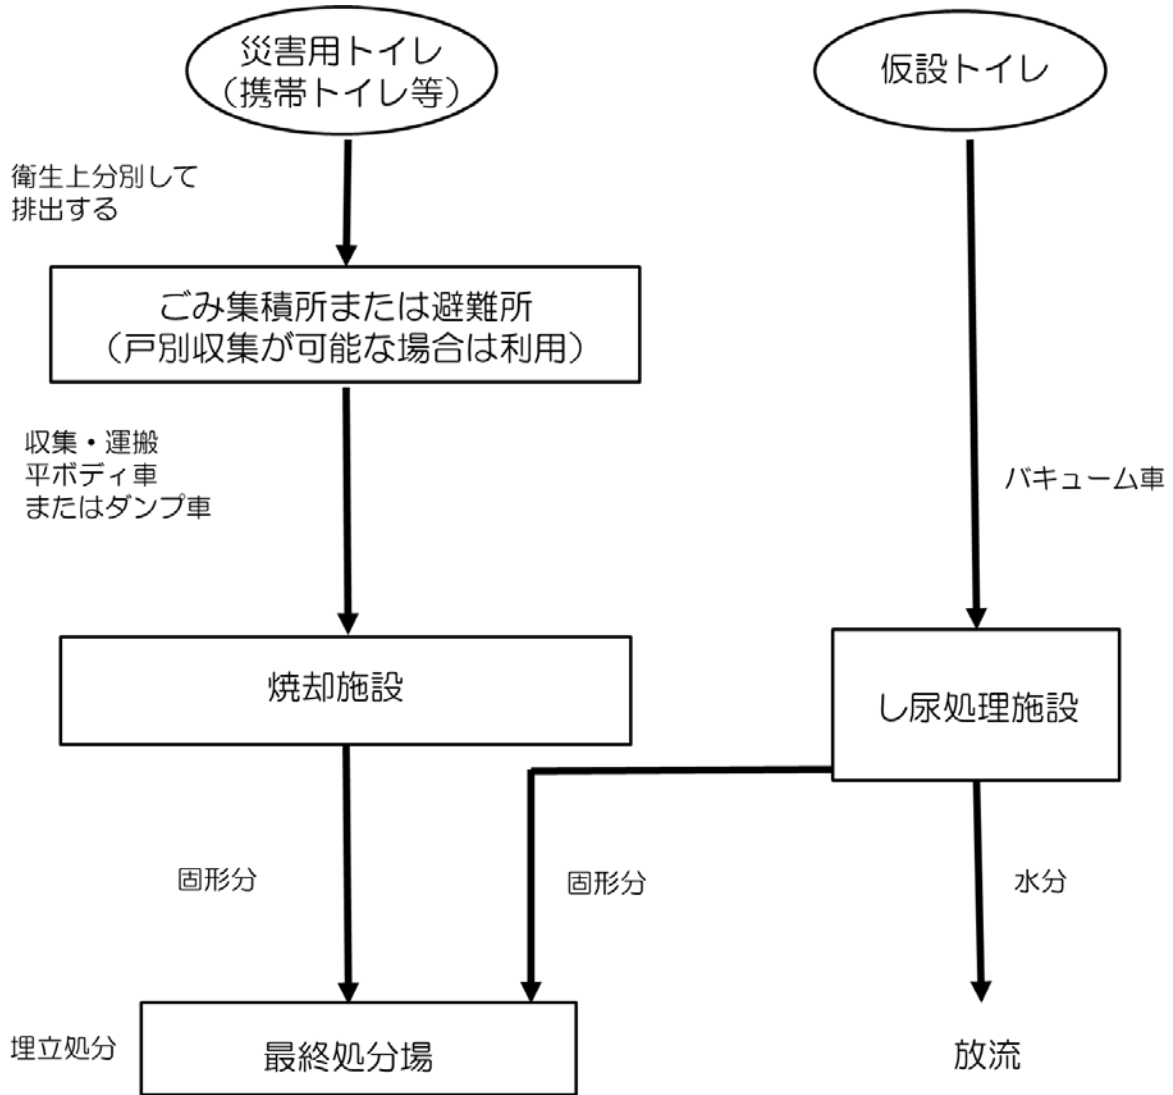 災害用トイレ
（携帯トイレ等）
仮設トイレ
衛生上分別して
排出する
ごみ集積所または避難所
（戸別収集が可能な場合は利用）
収集・運搬
平ボディ車
またはダンプ車
バキューム車
焼却施設
し尿処理施設
固形分
固形分
水分
埋立処分
最終処分場
放流